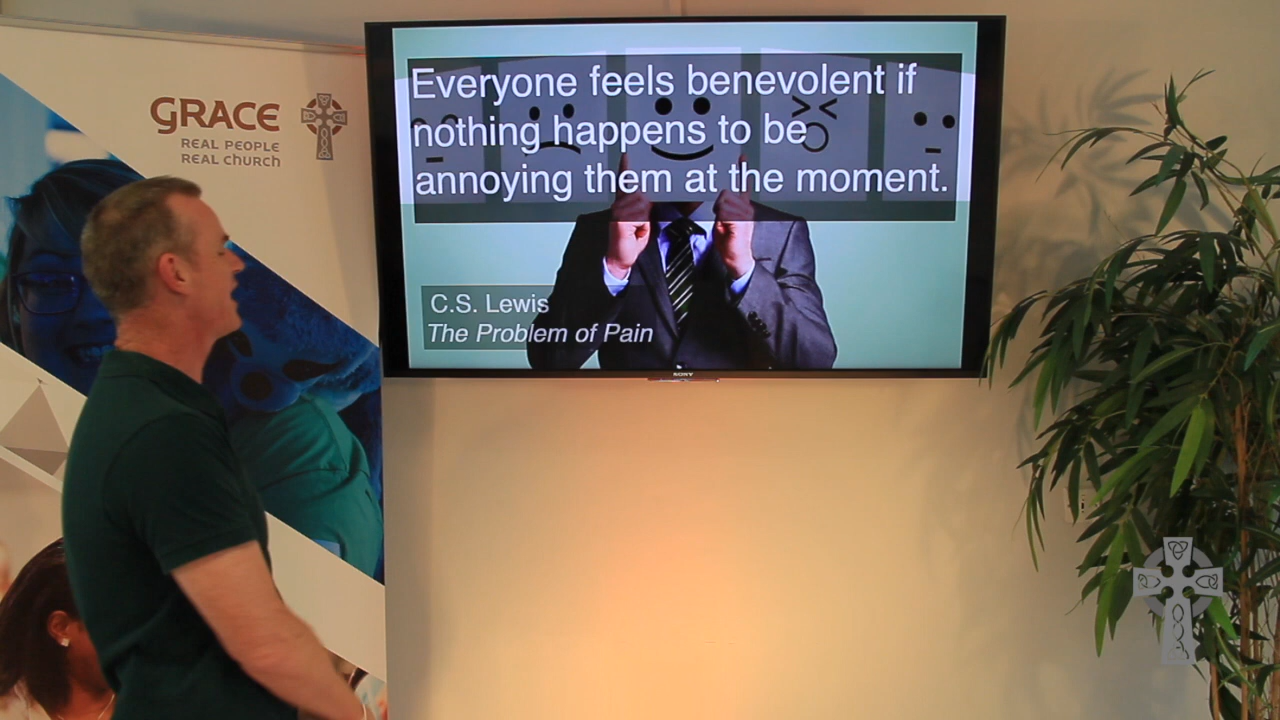 GRACE
REAL PEOPLE
REAL CHURCH
Everyone feels benevolent if
nothing happens to be
annoying them at the moment.
C.S. Lewis
The Problem of Pain
SONY